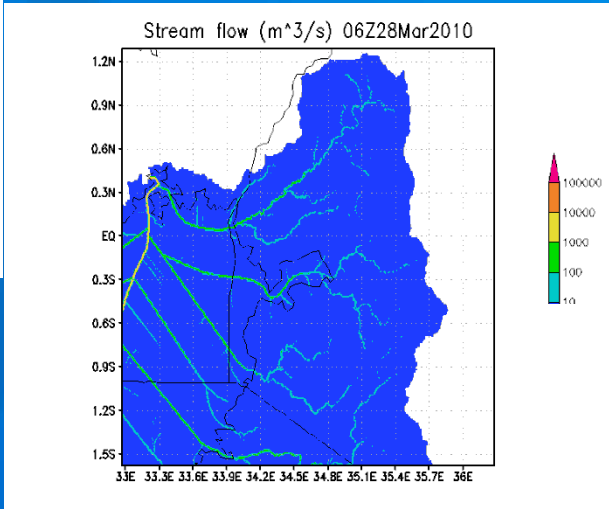 Stream flow (m^3/s) 06Z28Mar2010
1.2N
0.9N
0.6N
0.3N
EQ
0.3S
0.6S
0.9S
1.2S
1.5S
33E 33.3E 33.6E 33.9E 34.2E 34.5E 34.8E 35.1E 35.4E 35.7E 36E
100000
10000
1000
100
10